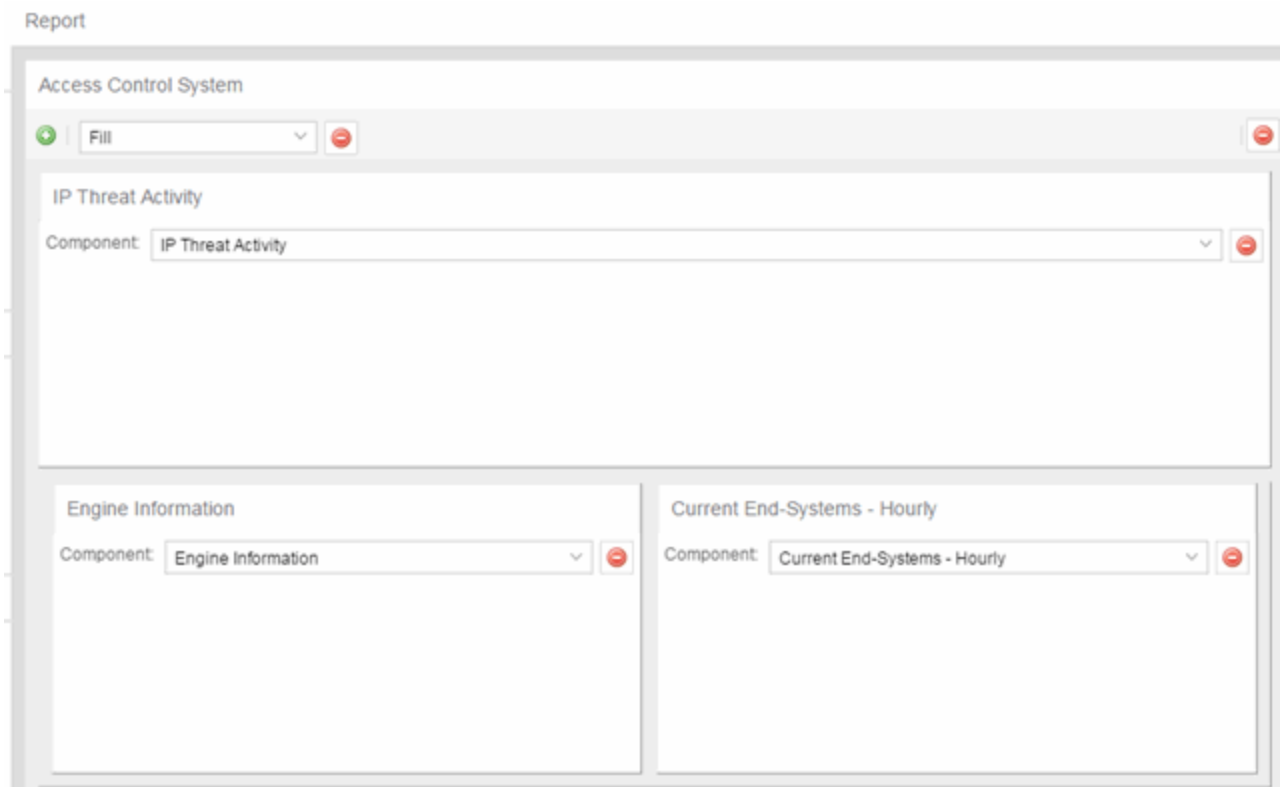 Report
Access Control System
Fill
IP Threat Activity
Component: IP Threat Activity
Engine Information
Component: Engine Information
Current End-Systems - Hourly
Component: Current End-Systems - Hourly